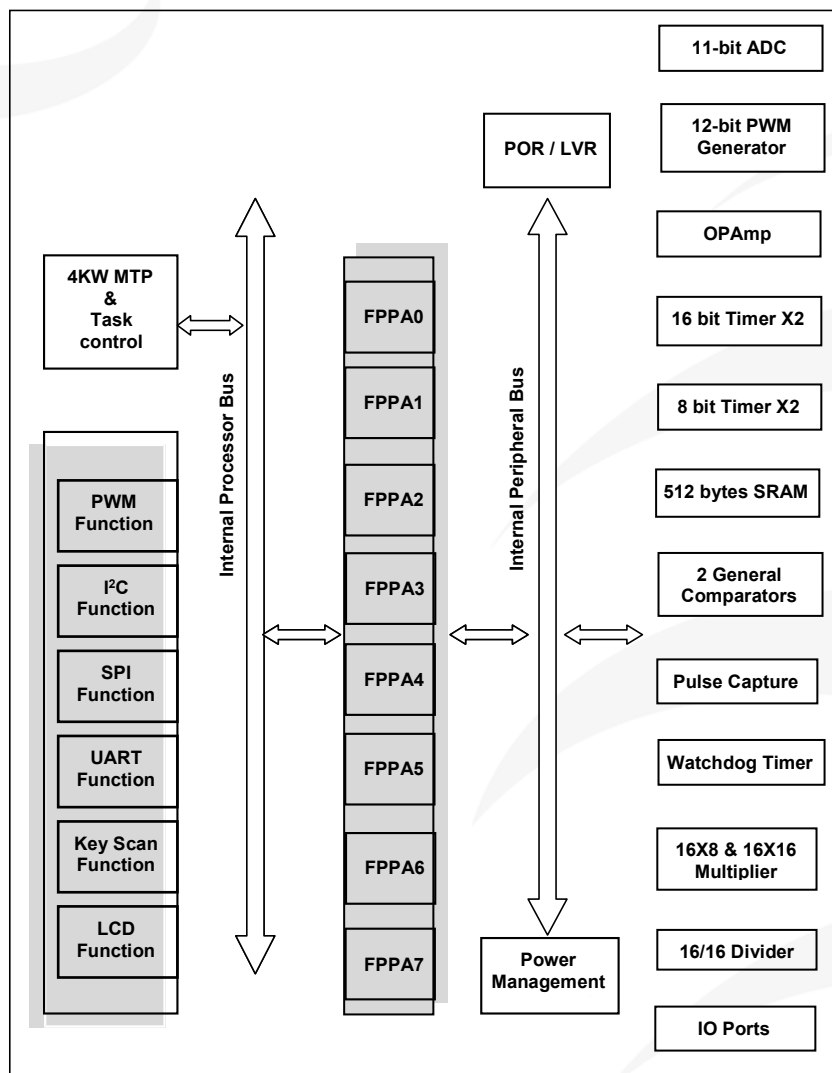 4KW MTP
&
Task
control
PWM
Function
I²C
Function
SPI
Function
UART
Function
Key Scan
Function
LCD
Function
Internal Processor Bus
FPPA0
FPPA1
FPPA2
FPPA3
FPPA4
FPPA5
FPPA6
FPPA7
POR / LVR
Internal Peripheral Bus
Power
Management
11-bit ADC
12-bit PWM
Generator
OPAmp
16 bit Timer X2
8 bit Timer X2
512 bytes SRAM
2 General
Comparators
Pulse Capture
Watchdog Timer
16X8 & 16X16
Multiplier
16/16 Divider
IO Ports